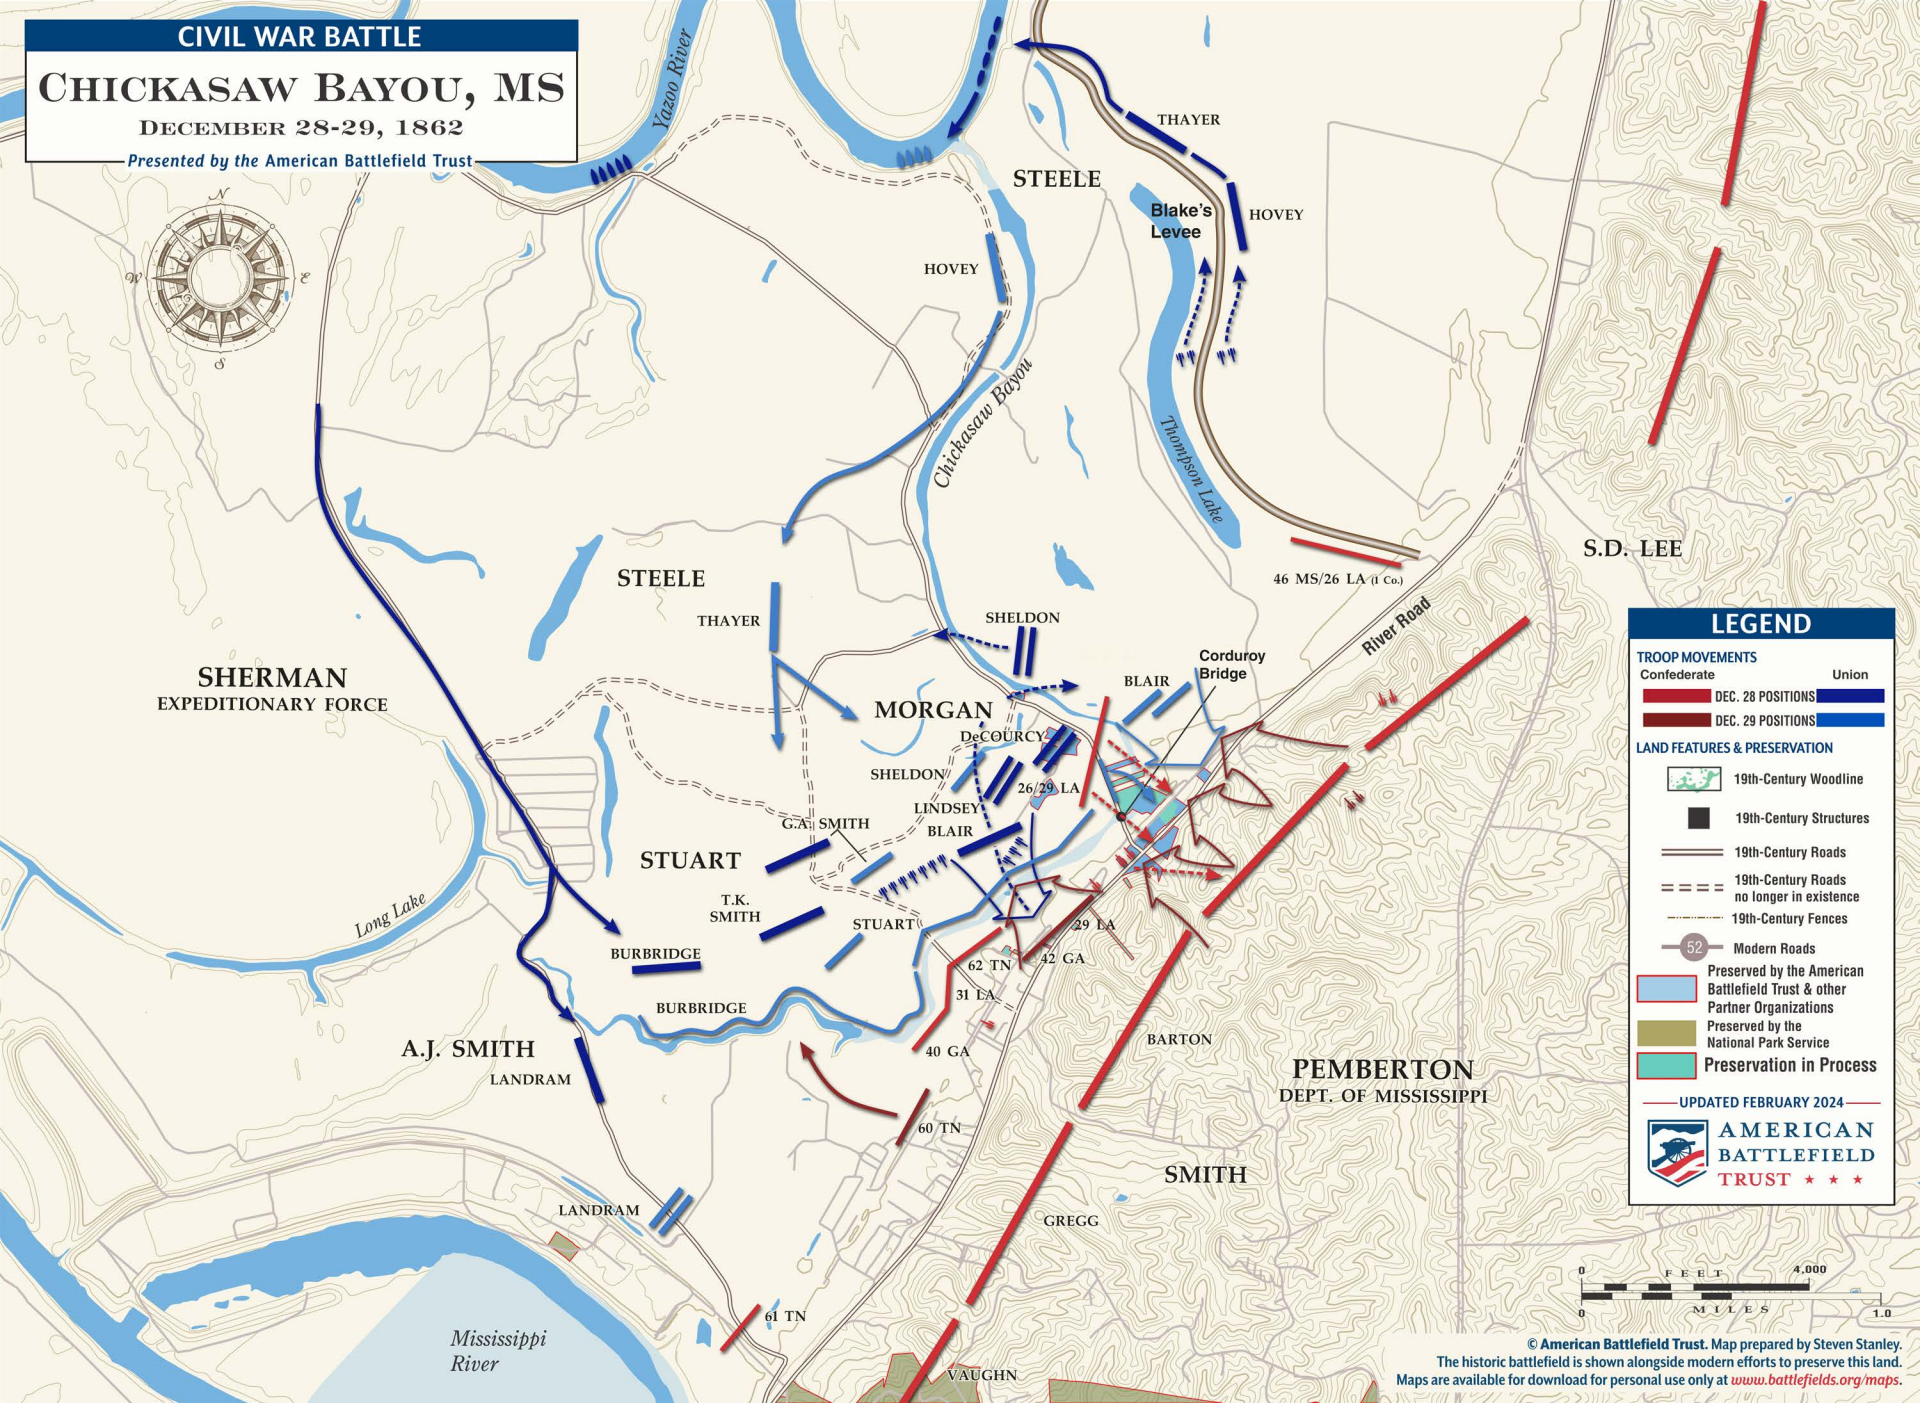 CIVIL WAR BATTLE
CHICKASAW BAYOU, MS
DECEMBER 28-29, 1862
Presented by the American Battlefield Trust
N
W
E
S
Yazoo River
THAYER
STEELE
Blake's
Levee
HOVEY
HOVEY
Chickasaw Bayou
Thompson Lake
S.D. LEE
STEELE
46 MS/26 LA (1 Co.)
THAYER
SHELDON
River Road
SHERMAN
EXPEDITIONARY FORCE
Corduroy
Bridge
BLAIR
MORGAN
DeCOURCY
SHELDON
26/29 LA
LINDSEY
G.A. SMITH
BLAIR
STUART
T.K.
SMITH
STUART
29 LA
Long Lake
BURBRIDGE
42 GA
62 TN
31 LA
BURBRIDGE
BARTON
A.J. SMITH
40 GA
PEMBERTON
DEPT. OF MISSISSIPPI
LANDRAM
60 TN
SMITH
LANDRAM
GREGG
61 TN
Mississippi
River
VAUGHN
LEGEND
TROOP MOVEMENTS
Confederate
Union
DEC. 28 POSITIONS
DEC. 29 POSITIONS
LAND FEATURES & PRESERVATION
19th-Century Woodline
19th-Century Structures
19th-Century Roads
19th-Century Roads
no longer in existence
19th-Century Fences
52
Modern Roads
Preserved by the American
Battlefield Trust & other
Partner Organizations
Preserved by the
National Park Service
Preservation in Process
UPDATED FEBRUARY 2024
AMERICAN
BATTLEFIELD
TRUST
0 FEET 4,000
0 MILES 1.0
© American Battlefield Trust. Map prepared by Steven Stanley.
The historic battlefield is shown alongside modern efforts to preserve this land.
Maps are available for download for personal use only at www.battlefields.org/maps.